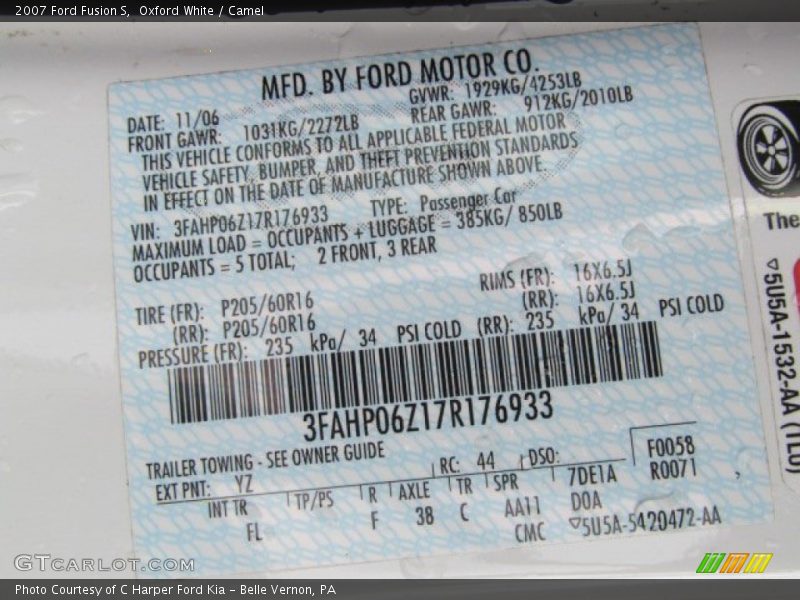 2007 Ford Fusion S,  Oxford White / Camel
MFD. BY FORD MOTOR CO.
DATE: 11/06 GVWR: 1929KG/4253LB
FRONT GAWR: 1031KG/2272LB REAR GAWR: 912KG/2010LB
THIS VEHICLE CONFORMS TO ALL APPLICABLE FEDERAL MOTOR
VEHICLE SAFETY, BUMPER, AND THEFT PREVENTION STANDARDS
IN EFFECT ON THE DATE OF MANUFACTURE SHOWN ABOVE.
VIN: 3FAHP06Z17R176933 TYPE: Passenger Car
MAXIMUM LOAD = OCCUPANTS + LUGGAGE = 385KG/ 850LB
OCCUPANTS = 5 TOTAL; 2 FRONT, 3 REAR
TIRE (FR): P205/60R16 RIMS (FR): 16X6.5J
(RR): P205/60R16 (RR): 16X6.5J
PRESSURE (FR): 235 kPa/ 34 PSI COLD (RR): 235 kPa/ 34 PSI COLD
3FAHP06Z17R176933
TRAILER TOWING - SEE OWNER GUIDE
EXT PNT: YZ RC: 44 DSO: F0058
INT TR TP/PS R AXLE TR SPR 7DE1A R0071
FL F 38 C AA11 DOA
CMC ▽5U5A-5420472-AA
The
▽5U5A-1532-AA (TLU)
GTCARLOT.COM
Photo Courtesy of C Harper Ford Kia – Belle Vernon, PA